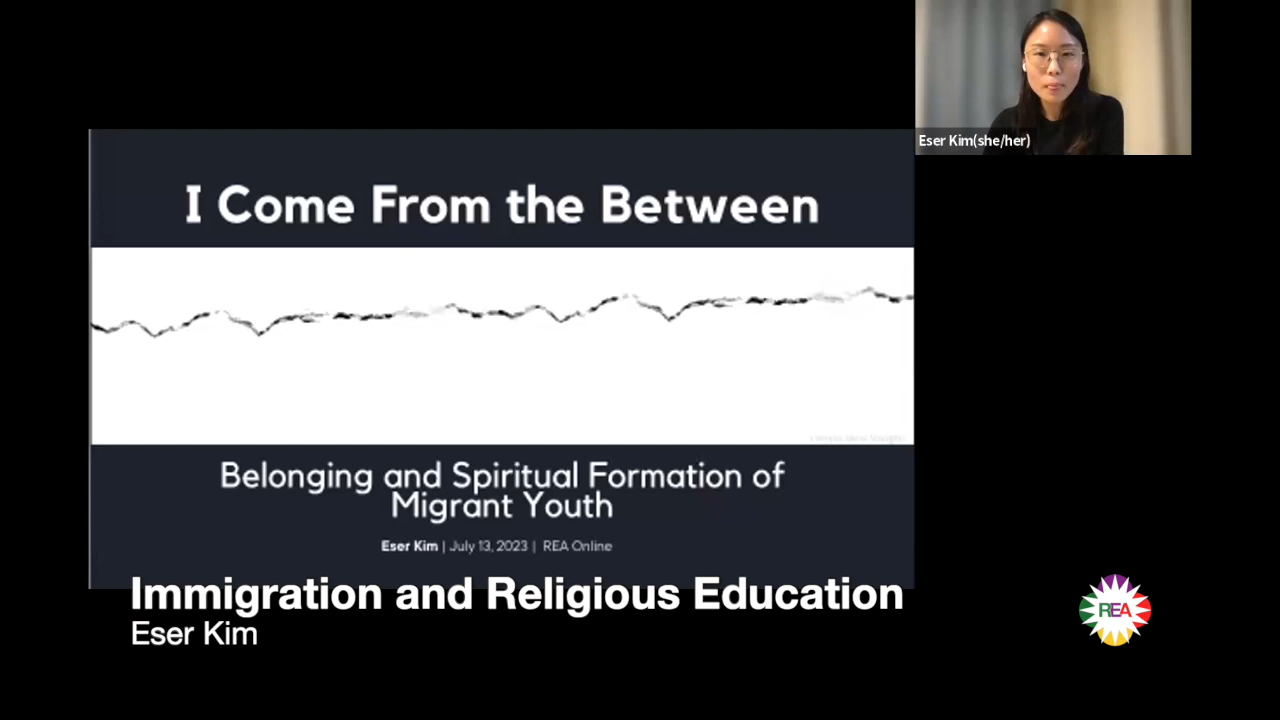 Eser Kim(she/her)
I Come From the Between
Belonging and Spiritual Formation of
Migrant Youth
Eser Kim | July 13, 2023 | REA Online
Immigration and Religious Education
Eser Kim
REA